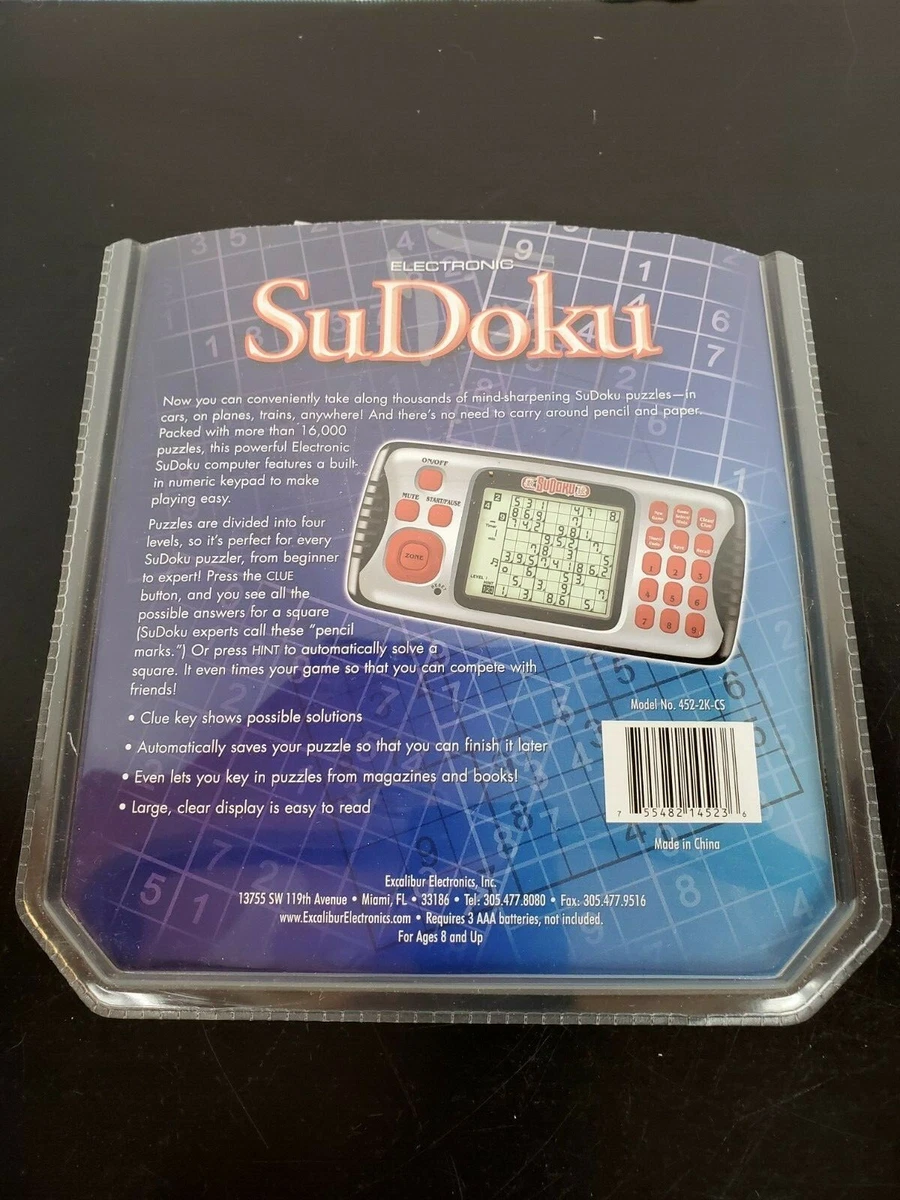 ELECTRONIC
SuDoku
Now you can conveniently take along thousands of mind-sharpening SuDoku puzzles—in
cars, on planes, trains, anywhere! And there's no need to carry around pencil and paper.
Packed with more than 16,000
puzzles, this powerful Electronic
SuDoku computer features a built-
in numeric keypad to make
playing easy.
Puzzles are divided into four
levels, so it's perfect for every
SuDoku puzzler, from beginner
to expert! Press the CLUE
button, and you see all the
possible answers for a square
(SuDoku experts call these "pencil
marks.") Or press HINT to automatically solve a
square. It even times your game so that you can compete with
friends!
• Clue key shows possible solutions
• Automatically saves your puzzle so that you can finish it later
• Even lets you key in puzzles from magazines and books!
• Large, clear display is easy to read
ON/OFF
MUTE START/PAUSE
ZONE
SuDoku
LEVEL
1 2 3
4 5 6
7 8 9
Model No. 452-2K-CS
7 55482 14523 6
Made in China
Excalibur Electronics, Inc.
13755 SW 119th Avenue • Miami, FL • 33186 • Tel: 305.477.8080 • Fax: 305.477.9516
www.ExcaliburElectronics.com • Requires 3 AAA batteries, not included.
For Ages 8 and Up